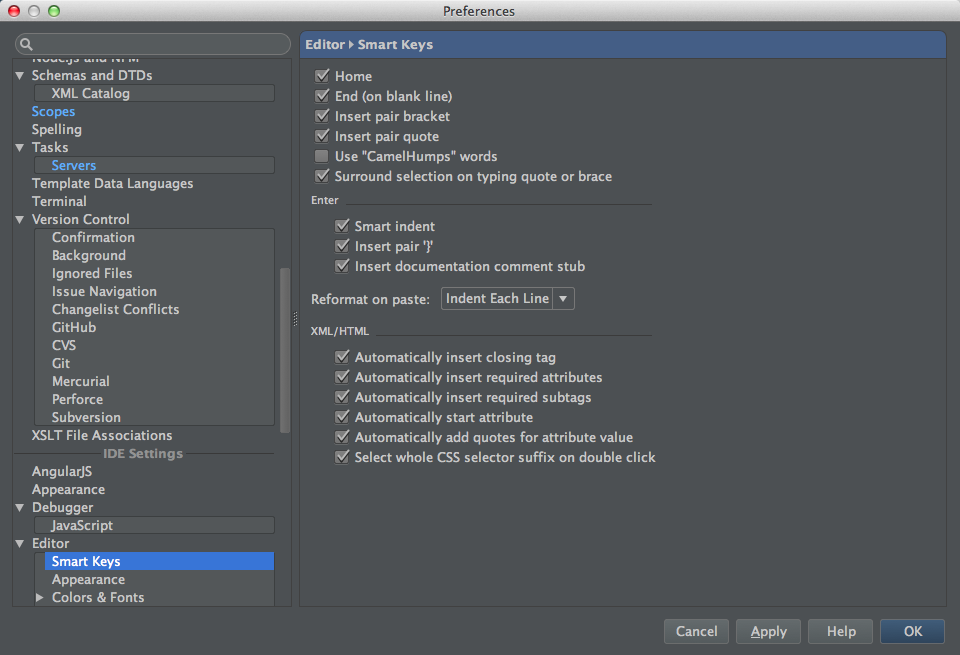 Preferences
Node.js and NPM
Schemas and DTDs
XML Catalog
Scopes
Spelling
Tasks
Servers
Template Data Languages
Terminal
Version Control
Confirmation
Background
Ignored Files
Issue Navigation
Changelist Conflicts
GitHub
CVS
Git
Mercurial
Perforce
Subversion
XSLT File Associations
IDE Settings
AngularJS
Appearance
Debugger
JavaScript
Editor
Smart Keys
Appearance
Colors & Fonts
Editor ▸ Smart Keys
Home
End (on blank line)
Insert pair bracket
Insert pair quote
Use "CamelHumps" words
Surround selection on typing quote or brace
Enter
Smart indent
Insert pair '}'
Insert documentation comment stub
Reformat on paste: Indent Each Line
XML/HTML
Automatically insert closing tag
Automatically insert required attributes
Automatically insert required subtags
Automatically start attribute
Automatically add quotes for attribute value
Select whole CSS selector suffix on double click
Cancel Apply Help OK